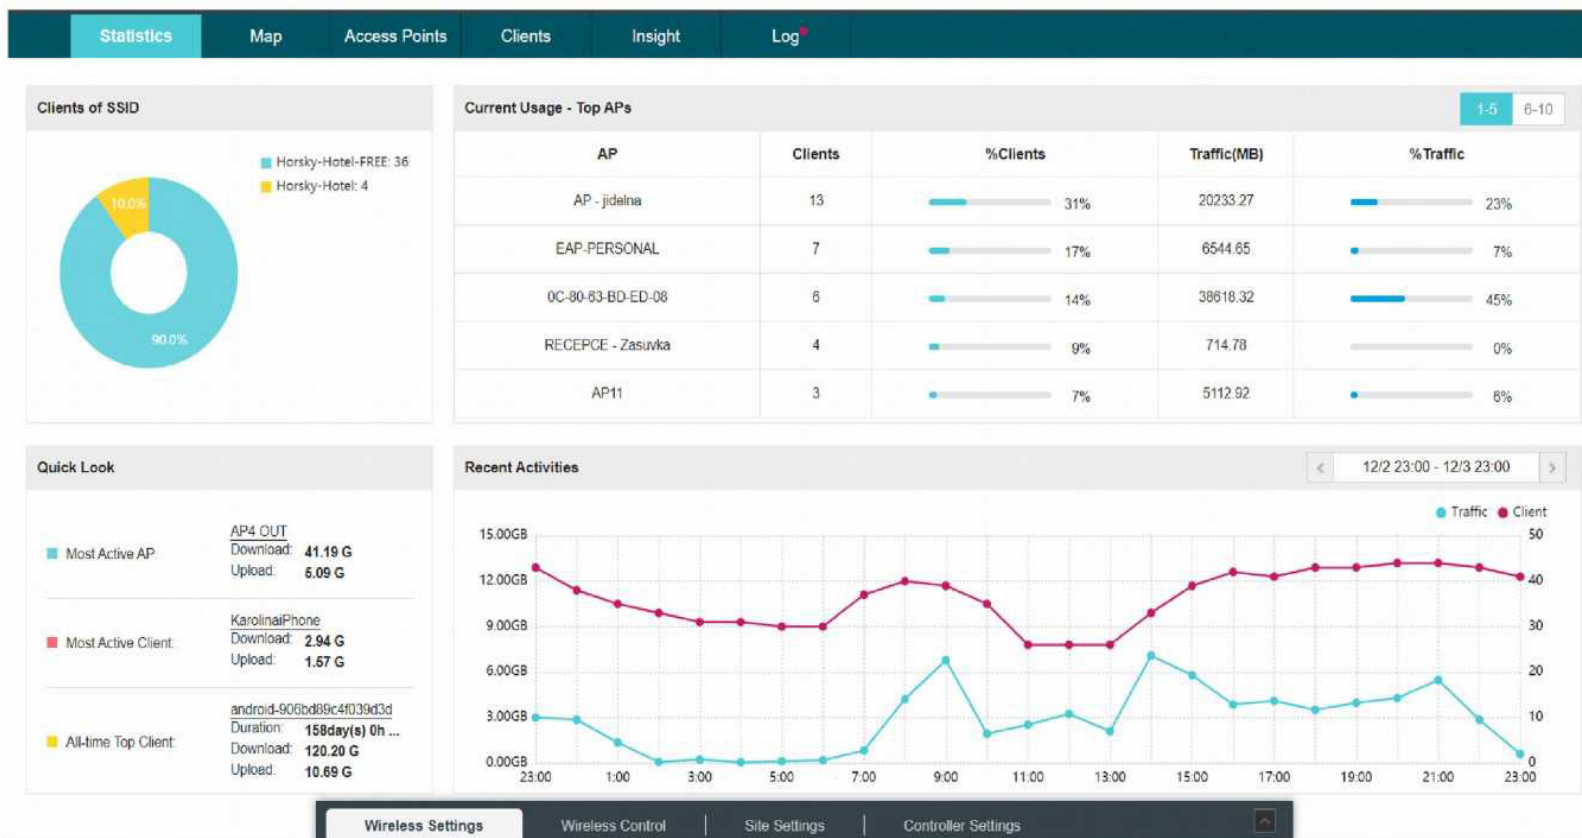 Statistics Map Access Points Clients Insight Log
Clients of SSID
Horsky-Hotel-FREE: 36
Horsky-Hotel: 4
10.0%
90.0%
Current Usage - Top APs 1-5 6-10
AP Clients %Clients Traffic(MB) %Traffic
AP - jidelna 13 31% 20233.27 23%
EAP-PERSONAL 7 17% 6544.65 7%
0C-80-63-BD-ED-08 6 14% 38618.32 45%
RECEPCE - Zasuvka 4 9% 714.78 0%
AP11 3 7% 5112.92 6%
Quick Look
Most Active AP:
AP4 OUT
Download: 41.19 G
Upload: 5.09 G
Most Active Client:
KarolinaiPhone
Download: 2.94 G
Upload: 1.57 G
All-time Top Client:
android-906bd89c4f039d3d
Duration: 158day(s) 0h ...
Download: 120.20 G
Upload: 10.69 G
Recent Activities < 12/2 23:00 - 12/3 23:00 >
Traffic Client
15.00GB 50
12.00GB 40
9.00GB 30
6.00GB 20
3.00GB 10
0.00GB 0
23:00 1:00 3:00 5:00 7:00 9:00 11:00 13:00 15:00 17:00 19:00 21:00 23:00
Wireless Settings Wireless Control Site Settings Controller Settings